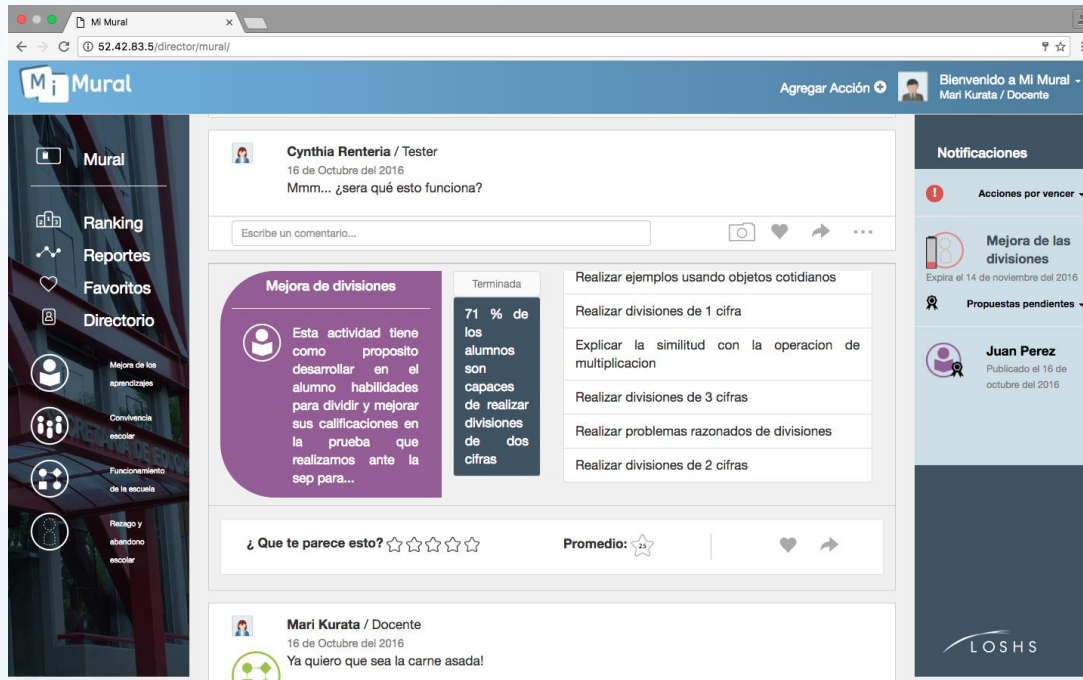 Mi Mural
52.42.83.5/director/mural/
Mi Mural
Agregar Acción
Bienvenido a Mi Mural
Mari Kurata / Docente
Mural
Ranking
Reportes
Favoritos
Directorio
Mejora de los
aprendizajes
Convivencia
escolar
Funcionamiento
de la escuela
Rezago y
abandono
escolar
Cynthia Renteria / Tester
16 de Octubre del 2016
Mmm... ¿sera qué esto funciona?
Escribe un comentario...
Mejora de divisiones
Esta actividad tiene
como proposito
desarrollar en el
alumno habilidades
para dividir y mejorar
sus calificaciones en
la prueba que
realizamos ante la
sep para...
Terminada
71 % de
los
alumnos
son
capaces
de realizar
divisiones
de dos
cifras
Realizar ejemplos usando objetos cotidianos
Realizar divisiones de 1 cifra
Explicar la similitud con la operacion de
multiplicacion
Realizar divisiones de 3 cifras
Realizar problemas razonados de divisiones
Realizar divisiones de 2 cifras
¿ Que te parece esto?
Promedio: 2.5
Mari Kurata / Docente
16 de Octubre del 2016
Ya quiero que sea la carne asada!
Notificaciones
Acciones por vencer
Mejora de las
divisiones
Expira el 14 de noviembre del 2016
Propuestas pendientes
Juan Perez
Publicado el 16 de
octubre del 2016
LOSHS